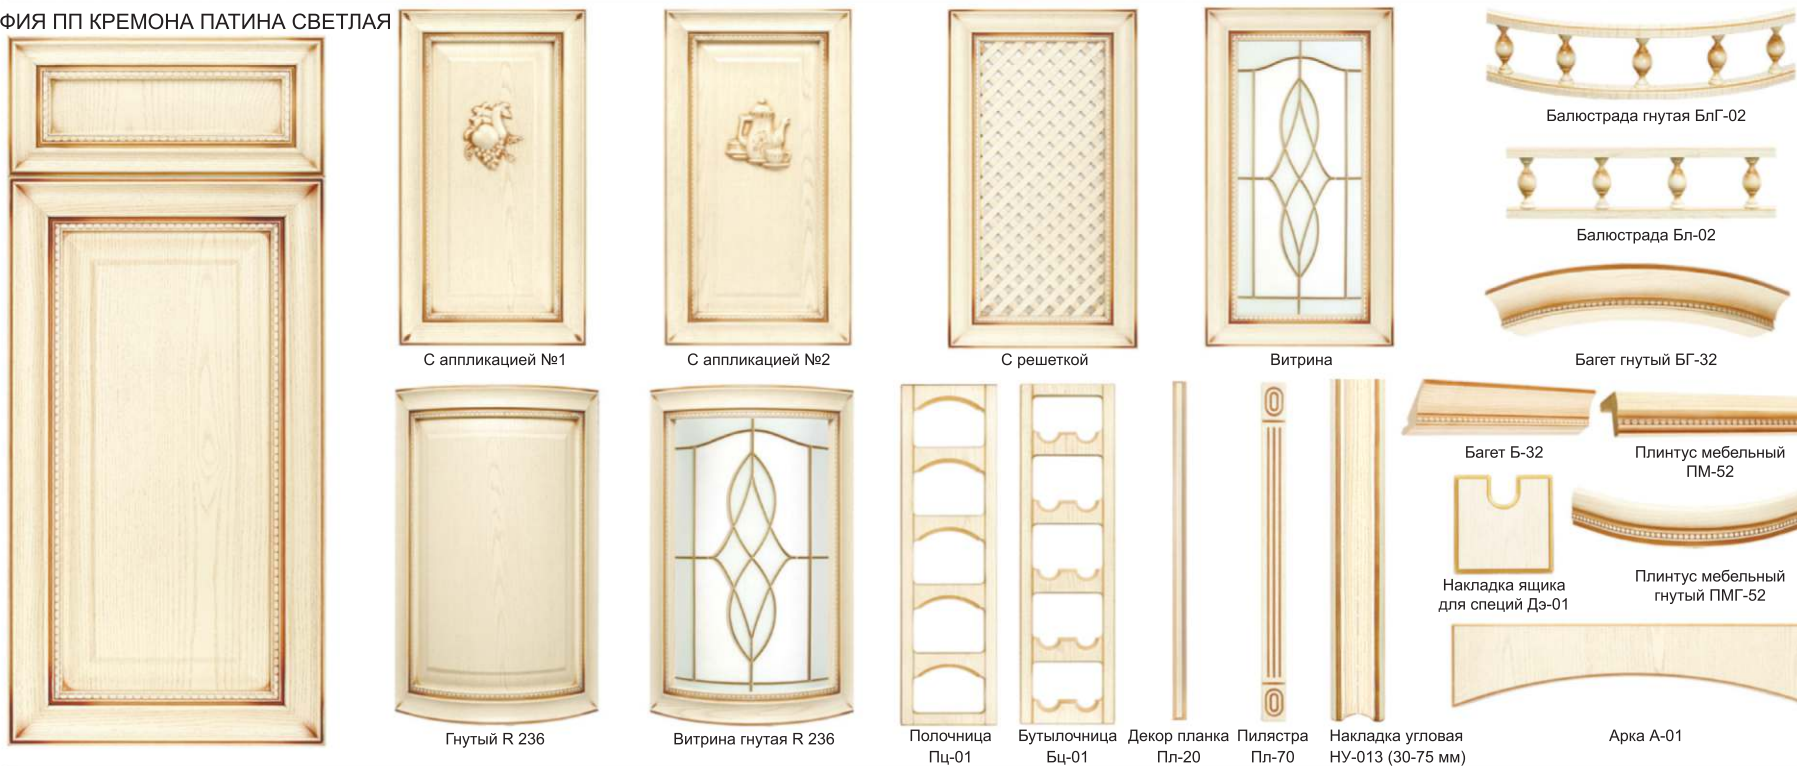 ФИЯ ПП КРЕМОНА ПАТИНА СВЕТЛАЯ
С аппликацией №1
С аппликацией №2
С решеткой
Витрина
Балюстрада гнутая БлГ-02
Балюстрада Бл-02
Багет гнутый БГ-32
Багет Б-32
Плинтус мебельный
ПМ-52
Накладка ящика
для специй Дэ-01
Плинтус мебельный
гнутый ПМГ-52
Гнутый R 236
Витрина гнутая R 236
Полочница
Пц-01
Бутылочница
Бц-01
Декор планка
Пл-20
Пилястра
Пл-70
Накладка угловая
НУ-013 (30-75 мм)
Арка А-01